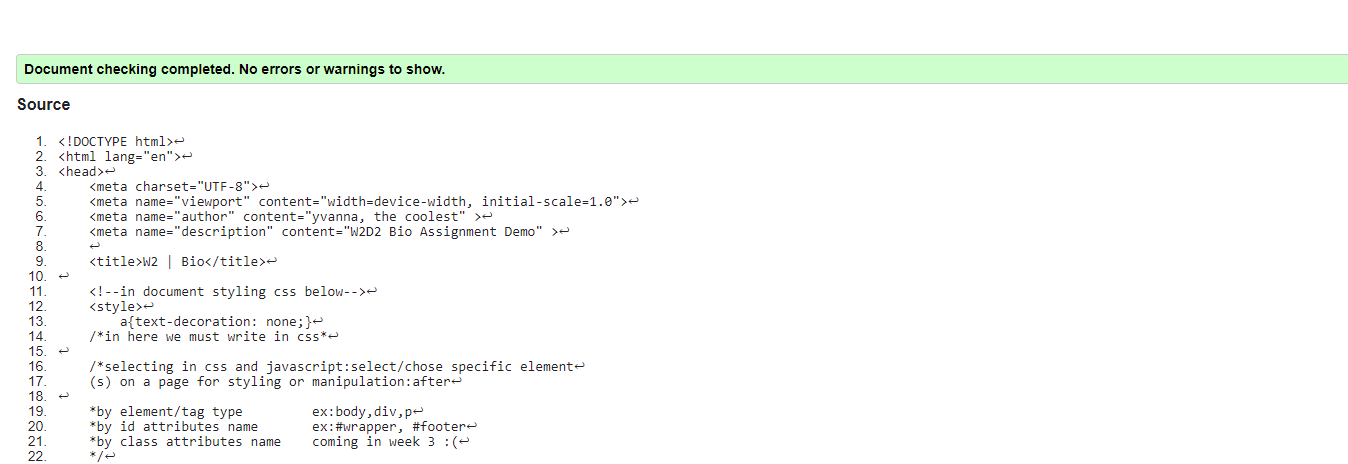 Document checking completed. No errors or warnings to show.
Source
1. <!DOCTYPE html>↩
2. <html lang="en">↩
3. <head>↩
4.     <meta charset="UTF-8">↩
5.     <meta name="viewport" content="width=device-width, initial-scale=1.0">↩
6.     <meta name="author" content="yvanna, the coolest" >↩
7.     <meta name="description" content="W2D2 Bio Assignment Demo" >↩
8.     ↩
9.     <title>W2 | Bio</title>↩
10. ↩
11.     <!--in document styling css below-->↩
12.     <style>↩
13.         a{text-decoration: none;}↩
14.     /*in here we must write in css*↩
15. ↩
16.     /*selecting in css and javascript:select/chose specific element↩
17.     (s) on a page for styling or manipulation:after↩
18. ↩
19.     *by element/tag type         ex:body,div,p↩
20.     *by id attributes name       ex:#wrapper, #footer↩
21.     *by class attributes name    coming in week 3 :(↩
22.     */↩